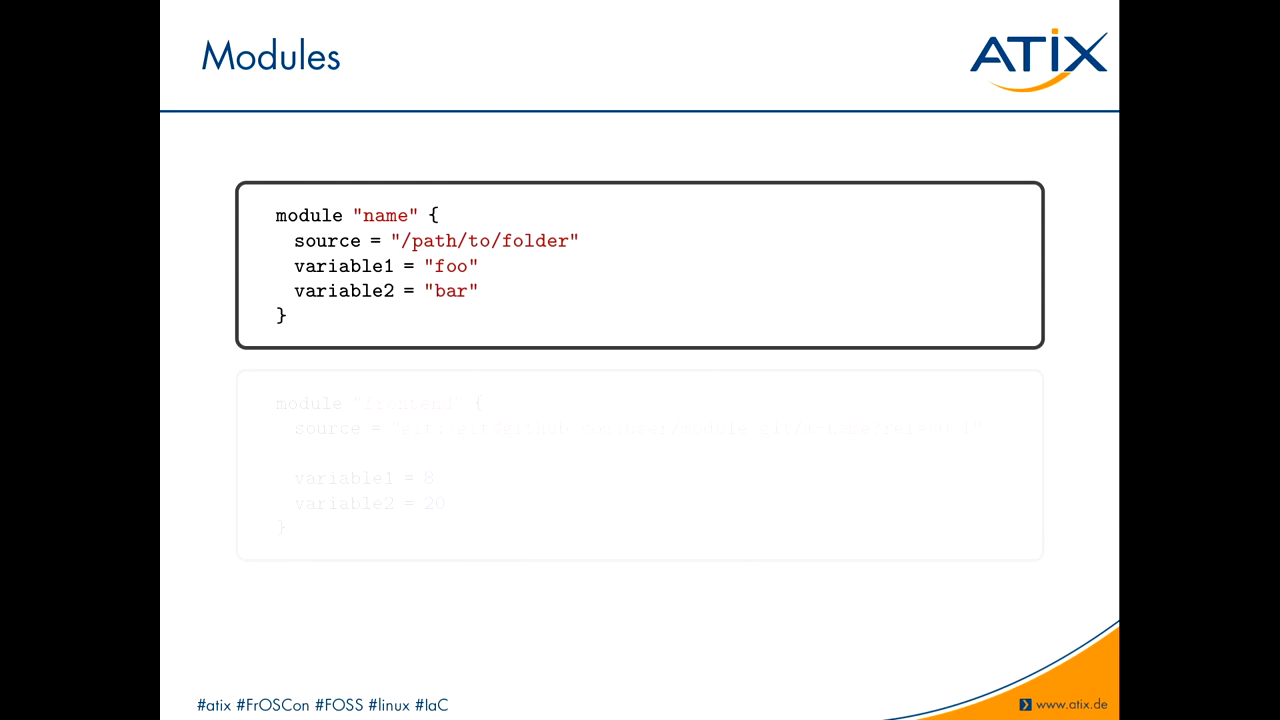 Modules
ATIX
module "name" {
source = "/path/to/folder"
variable1 = "foo"
variable2 = "bar"
}
module "frontend" {
source =
variable1 = 8
variable2 = 20
}
#atix #FrOSCon #FOSS #linux #IaC
www.atix.de